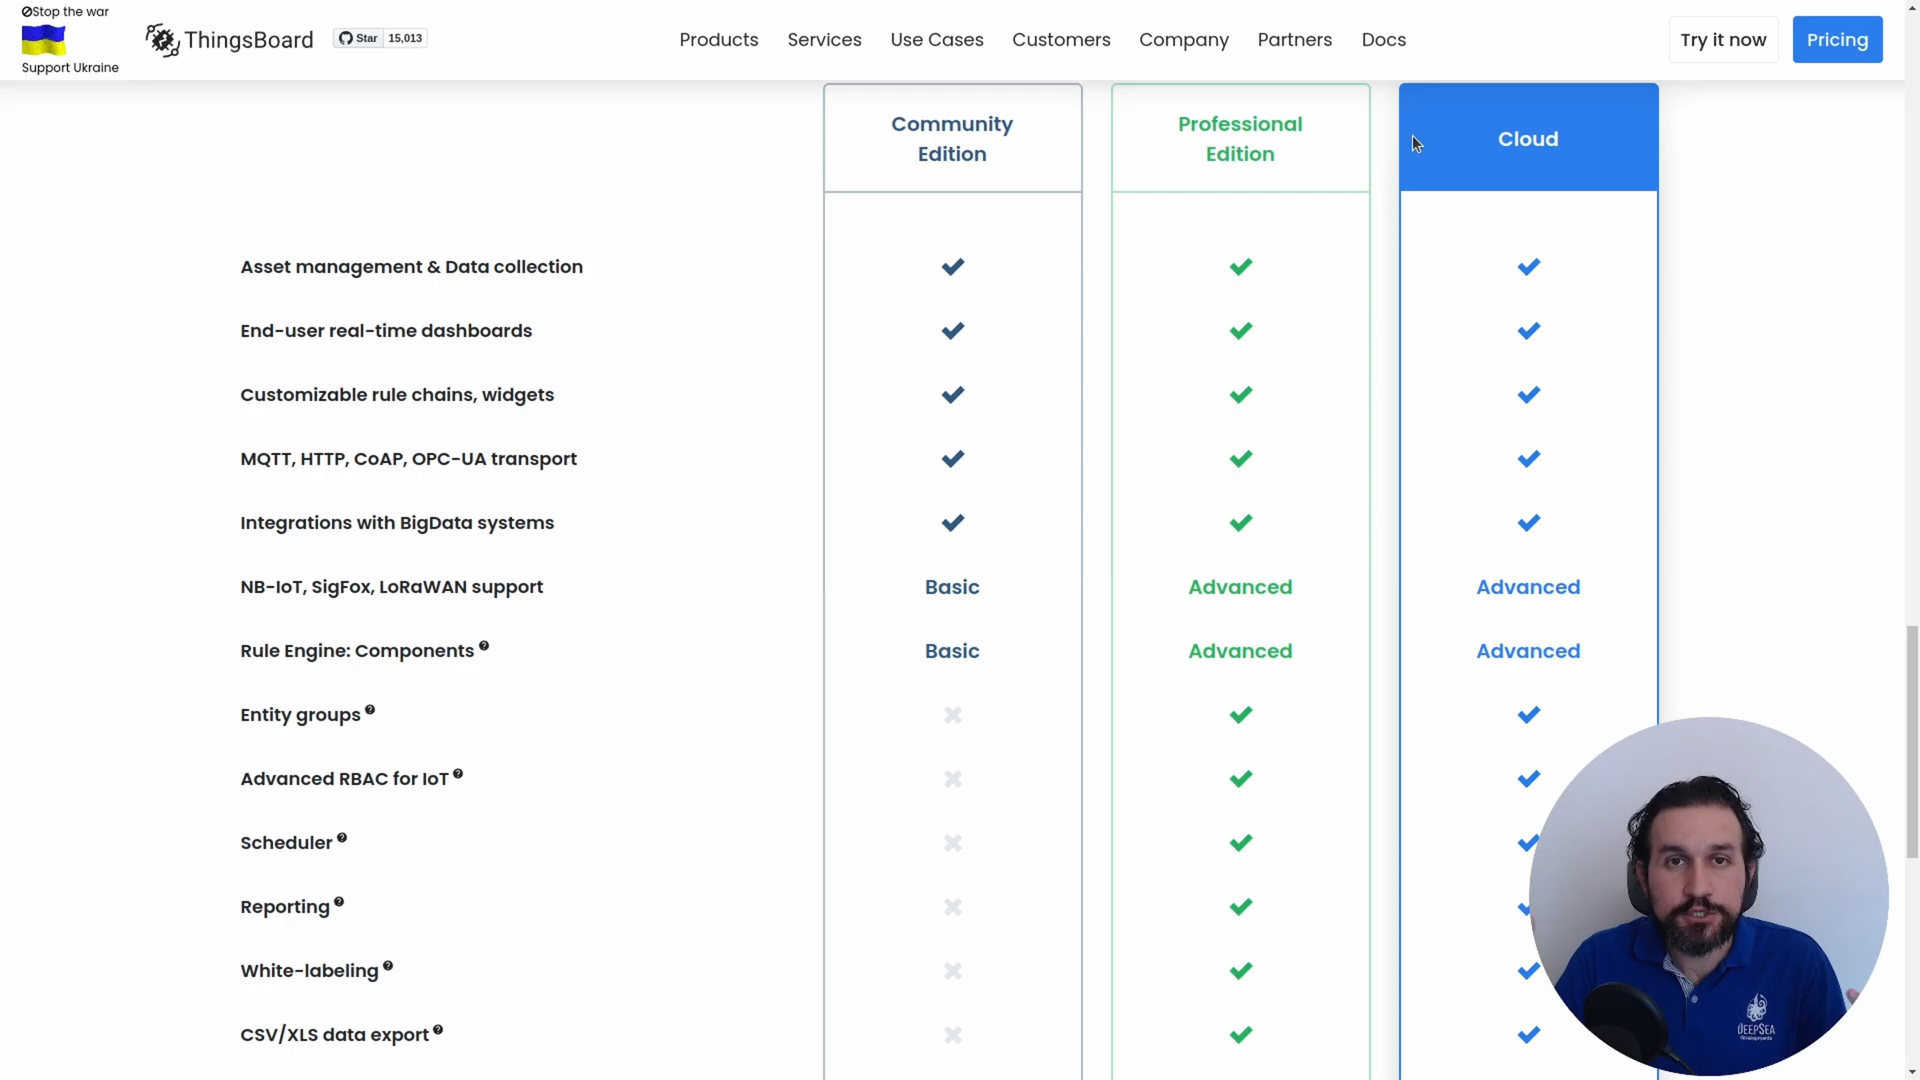 Stop the war
Support Ukraine
ThingsBoard
Star 15,013
Products Services Use Cases Customers Company Partners Docs
Try it now
Pricing
Community
Edition
Professional
Edition
Cloud
Asset management & Data collection
End-user real-time dashboards
Customizable rule chains, widgets
MQTT, HTTP, CoAP, OPC-UA transport
Integrations with BigData systems
NB-IoT, SigFox, LoRaWAN support Basic Advanced Advanced
Rule Engine: Components ? Basic Advanced Advanced
Entity groups ?
Advanced RBAC for IoT ?
Scheduler ?
Reporting ?
White-labeling ?
CSV/XLS data export ?
DEEPSEA